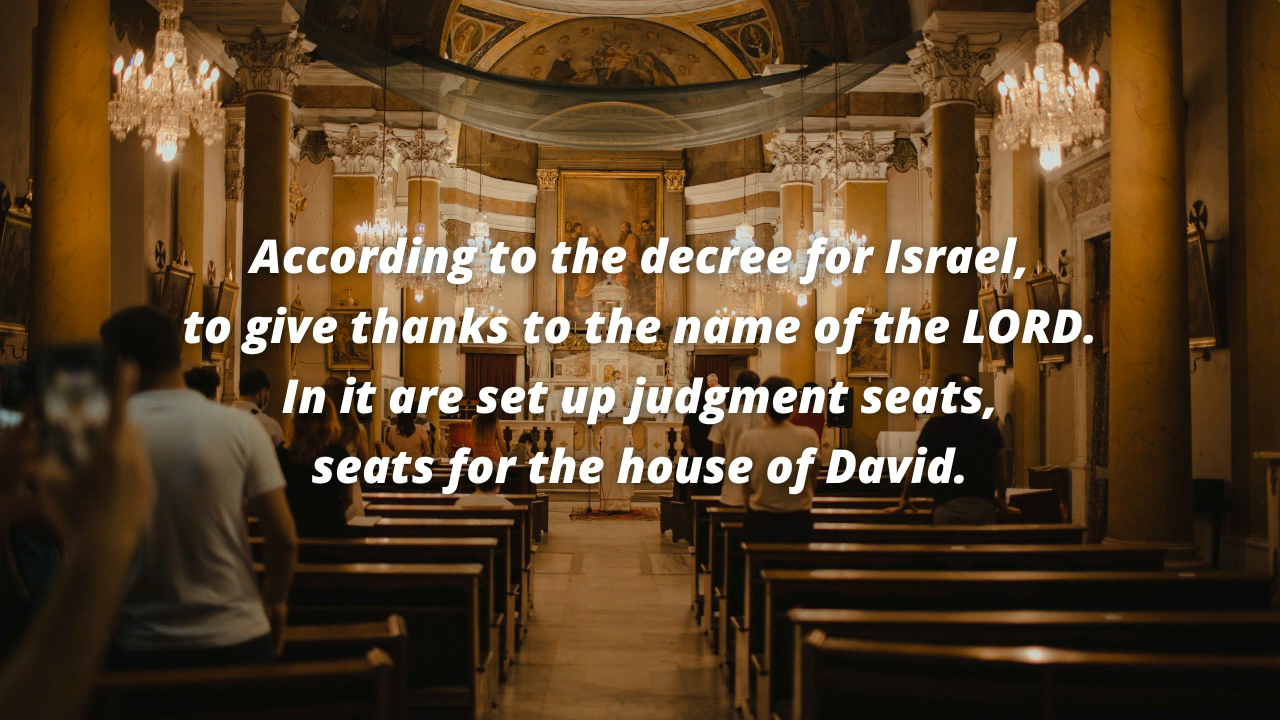 According to the decree for Israel,
to give thanks to the name of the LORD.
In it are set up judgment seats,
seats for the house of David.